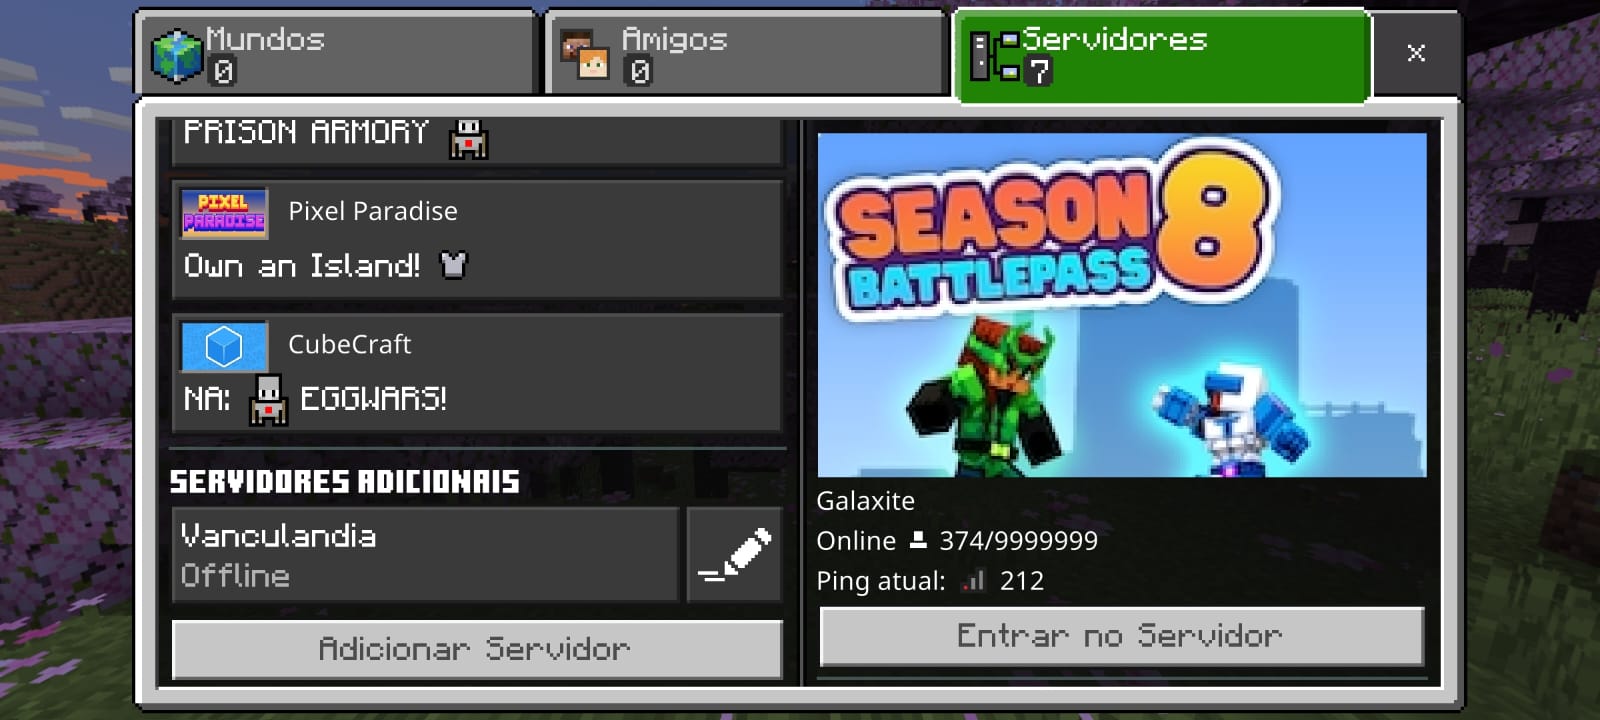 Mundos
0
Amigos
0
Servidores
7
PRISON ARMORY
PIXEL
PARADISE
Pixel Paradise
Own an Island!
CubeCraft
NA: EGGWARS!
SERVIDORES ADICIONAIS
Vanculandia
Offline
Adicionar Servidor
SEASON 8
BATTLEPASS
Galaxite
Online 374/9999999
Ping atual: 212
Entrar no Servidor